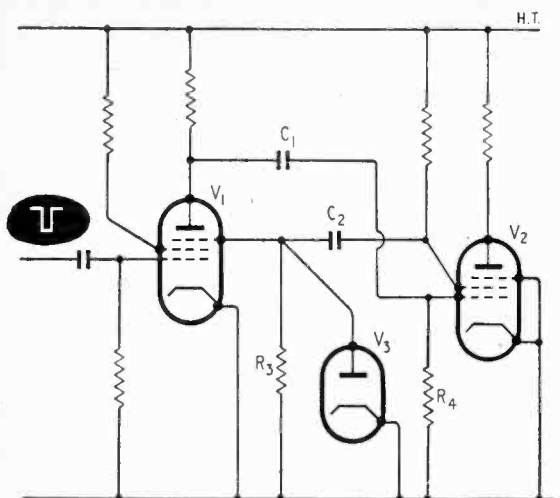 H.T.
C₁
V₁
C₂
V₂
V₃
R₃
R₄